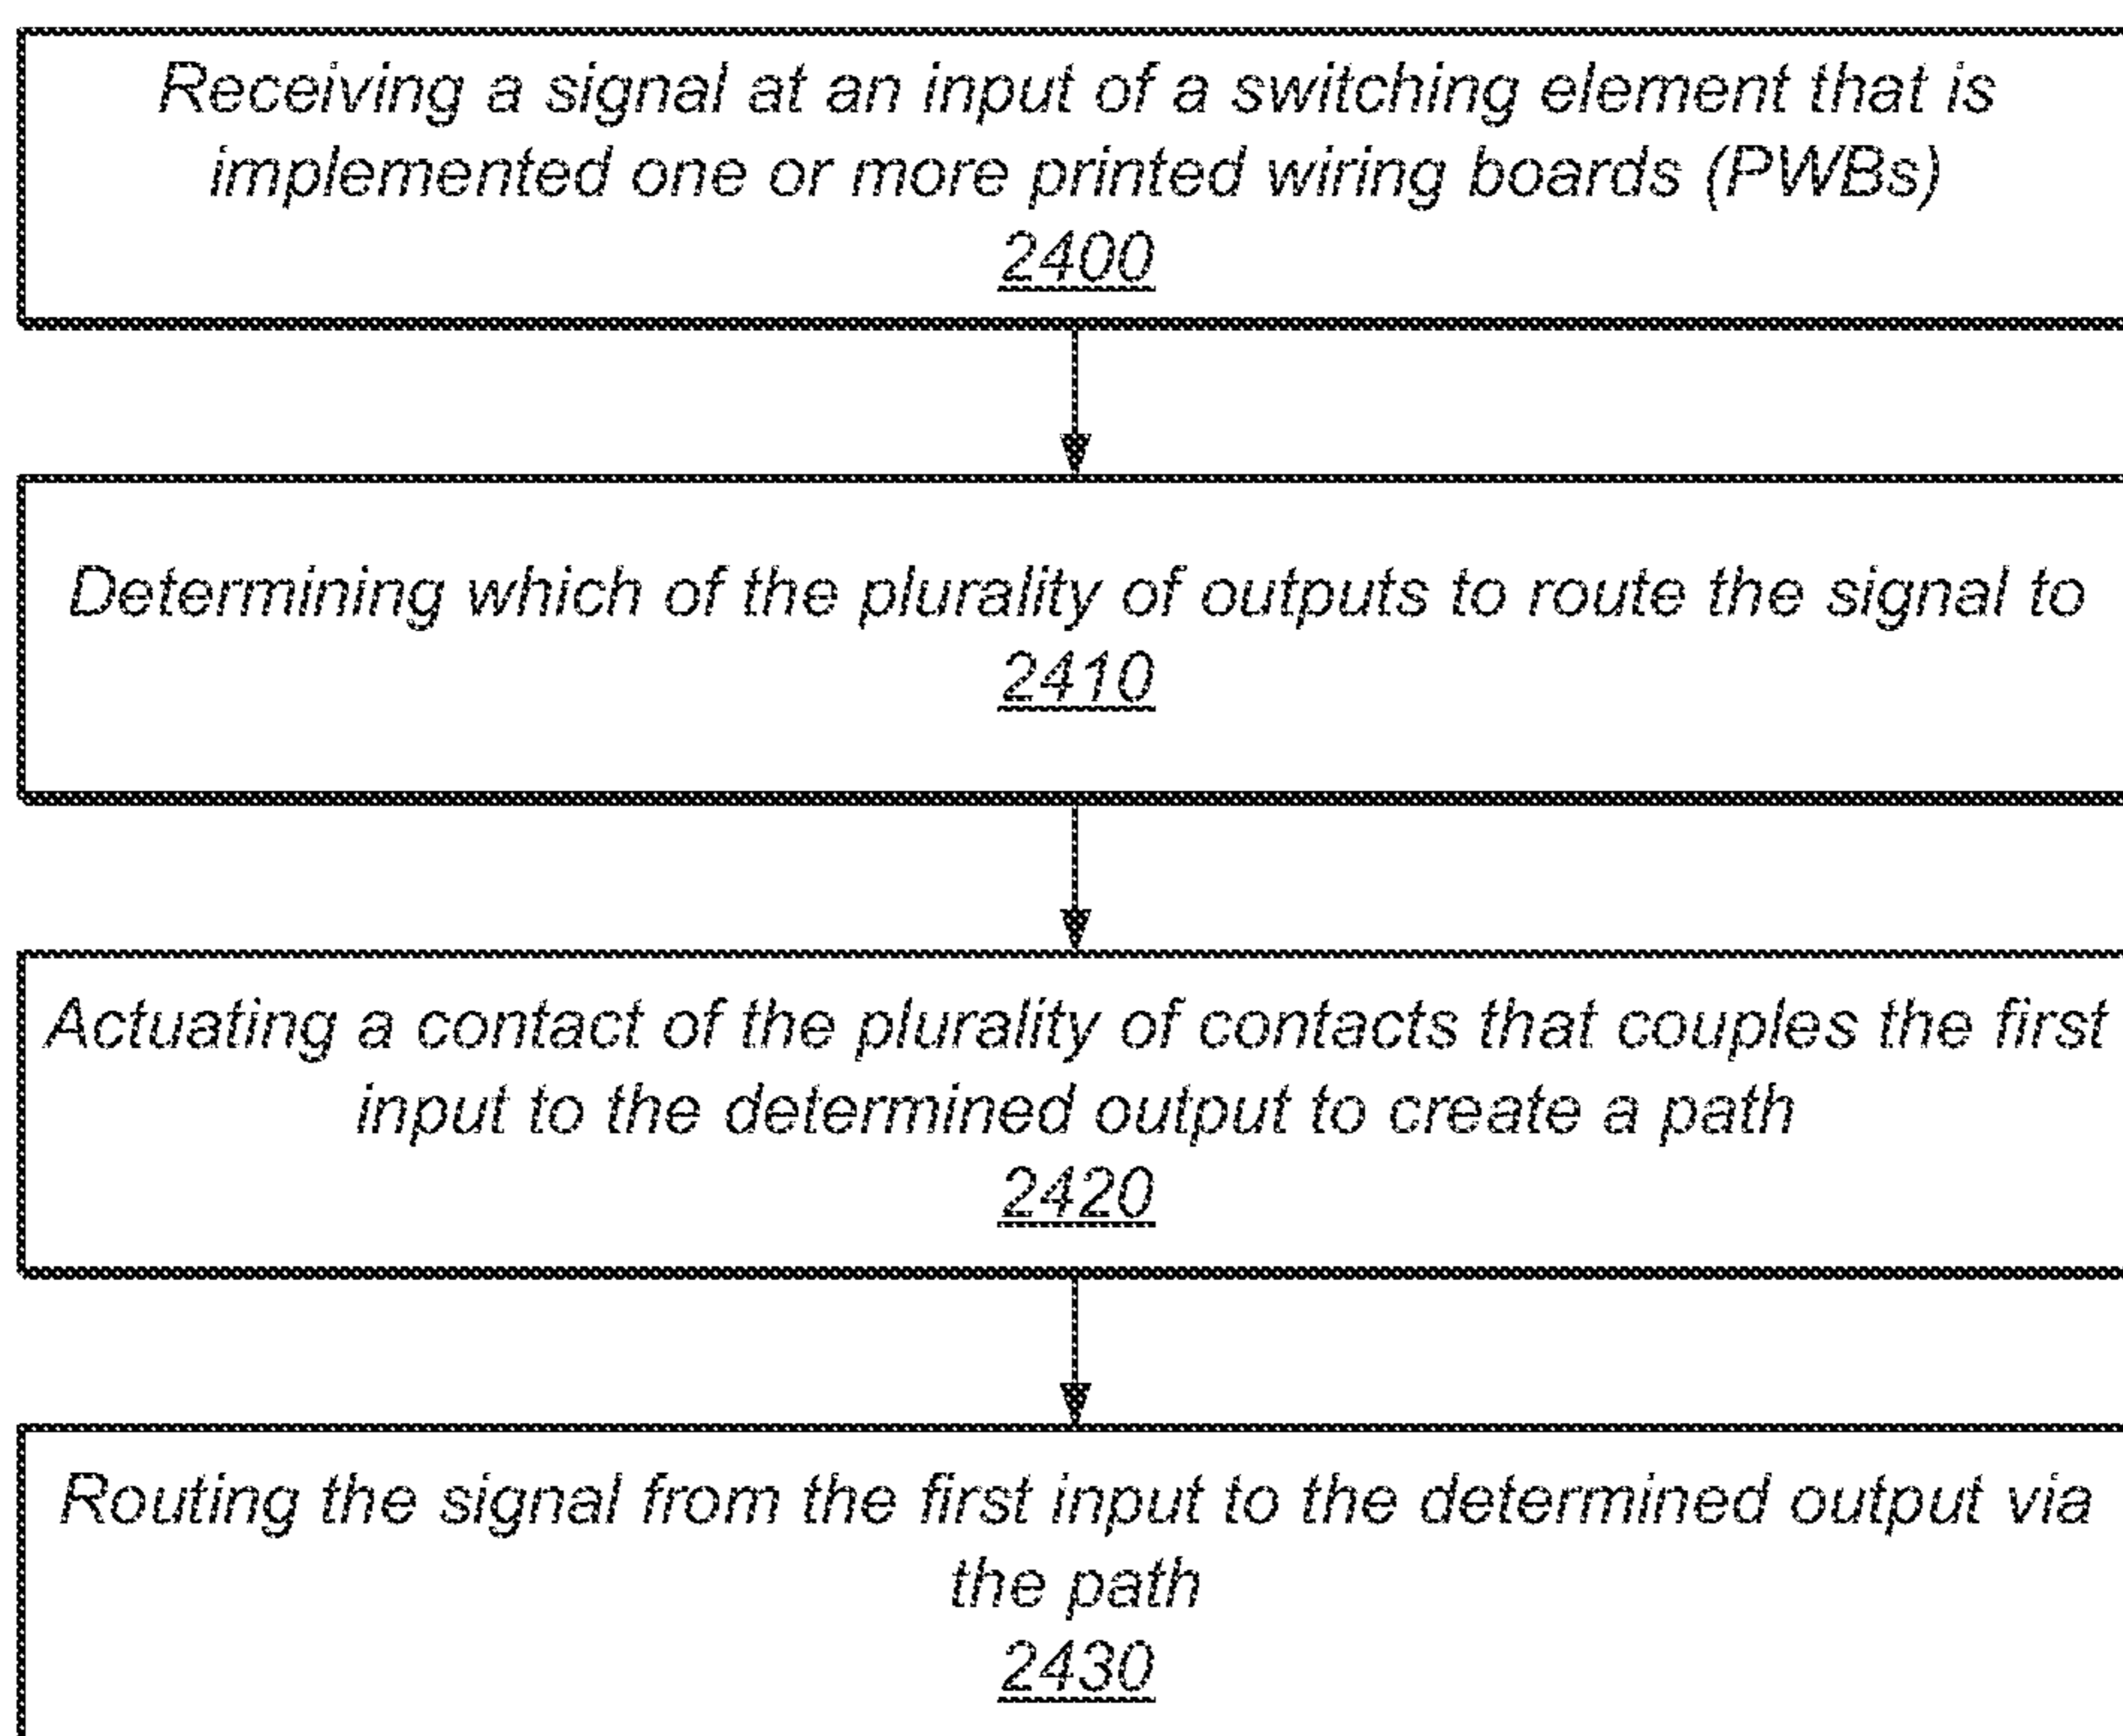 Receiving a signal at an input of a switching element that is
implemented one or more printed wiring boards (PWBs)
2400
Determining which of the plurality of outputs to route the signal to
2410
Actuating a contact of the plurality of contacts that couples the first
input to the determined output to create a path
2420
Routing the signal from the first input to the determined output via
the path
2430